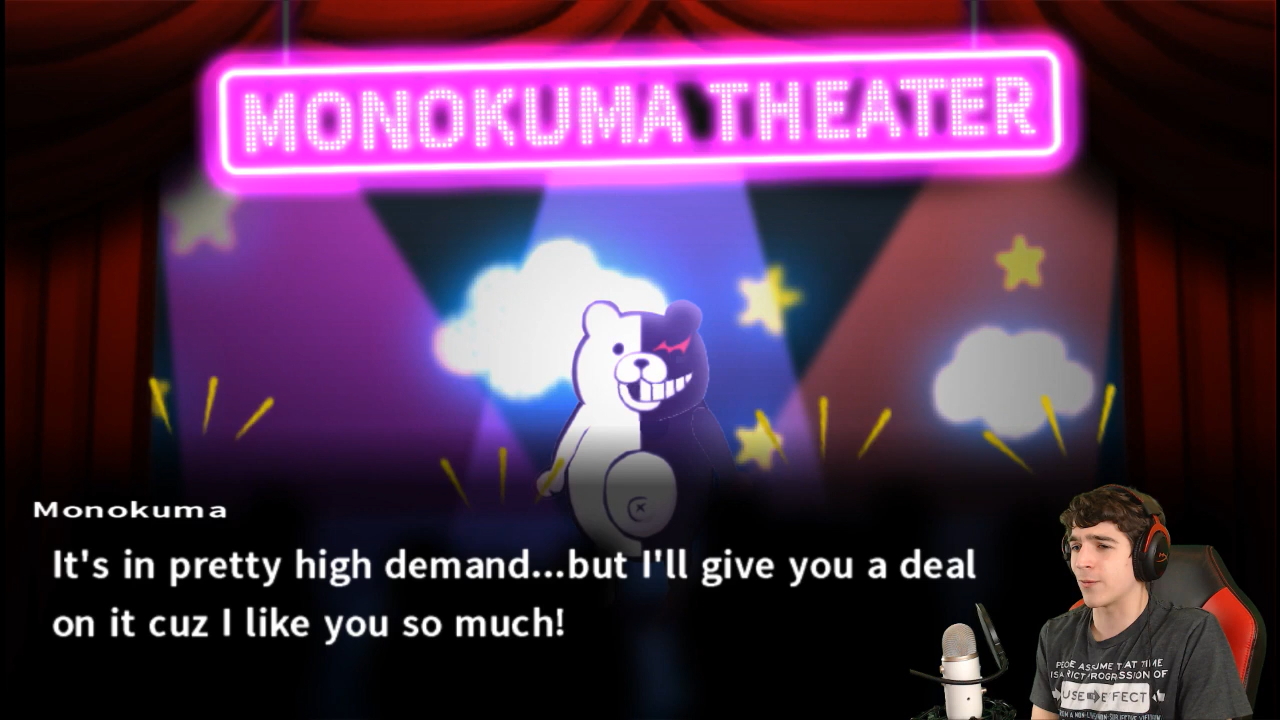 MONOKUMA THEATER
Monokuma
It's in pretty high demand...but I'll give you a deal
on it cuz I like you so much!